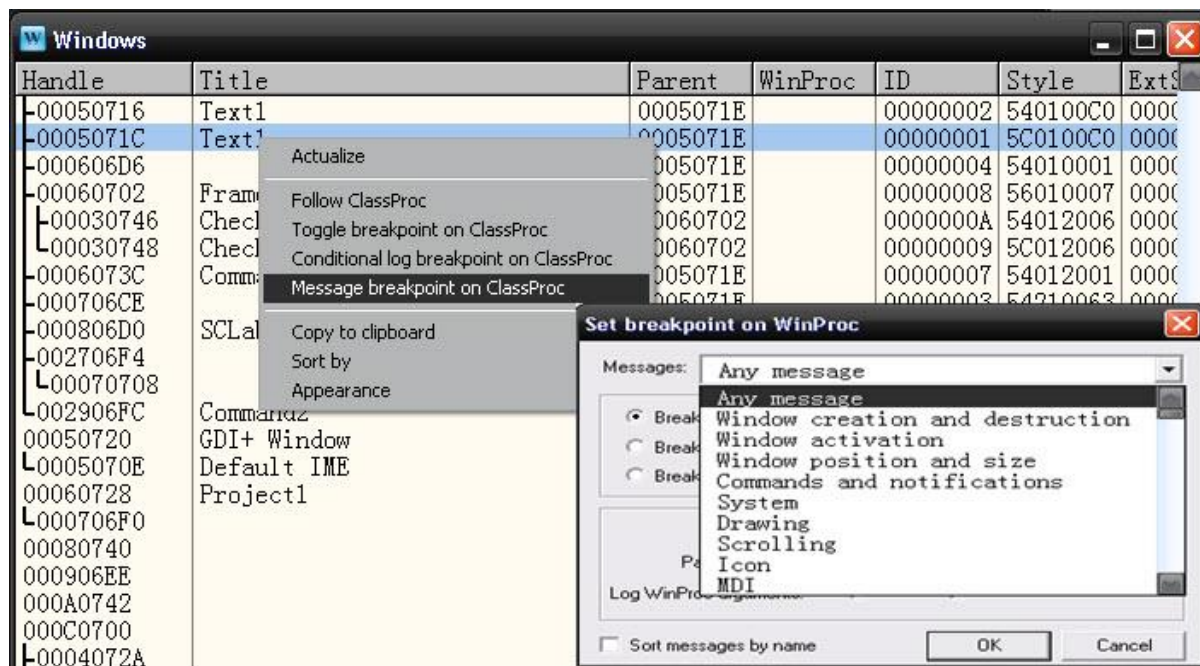 Windows
Handle Title Parent WinProc ID Style
00050716 Text1 0005071E 00000002 540100C0
0005071C Text1 0005071E 00000001 5C0100C0
000606D6 00000004 54010001
00060702 00000008 56010007
00030746 0000000A 54012006
00030748 00000009 5C012006
0006073C 00000007 54012001
000706CE
000806D0
002706F4
00070708
002906FC Command2
00050720 GDI+ Window
0005070E Default IME
00060728 Project1
000706F0
00080740
000906EE
000A0742
000C0700
0004072A
Actualize
Follow ClassProc
Toggle breakpoint on ClassProc
Conditional log breakpoint on ClassProc
Message breakpoint on ClassProc
Copy to clipboard
Sort by
Appearance
Set breakpoint on WinProc
Messages: Any message
Any message
Window creation and destruction
Window activation
Window position and size
Commands and notifications
System
Drawing
Scrolling
Icon
MDI
Sort messages by name
OK Cancel